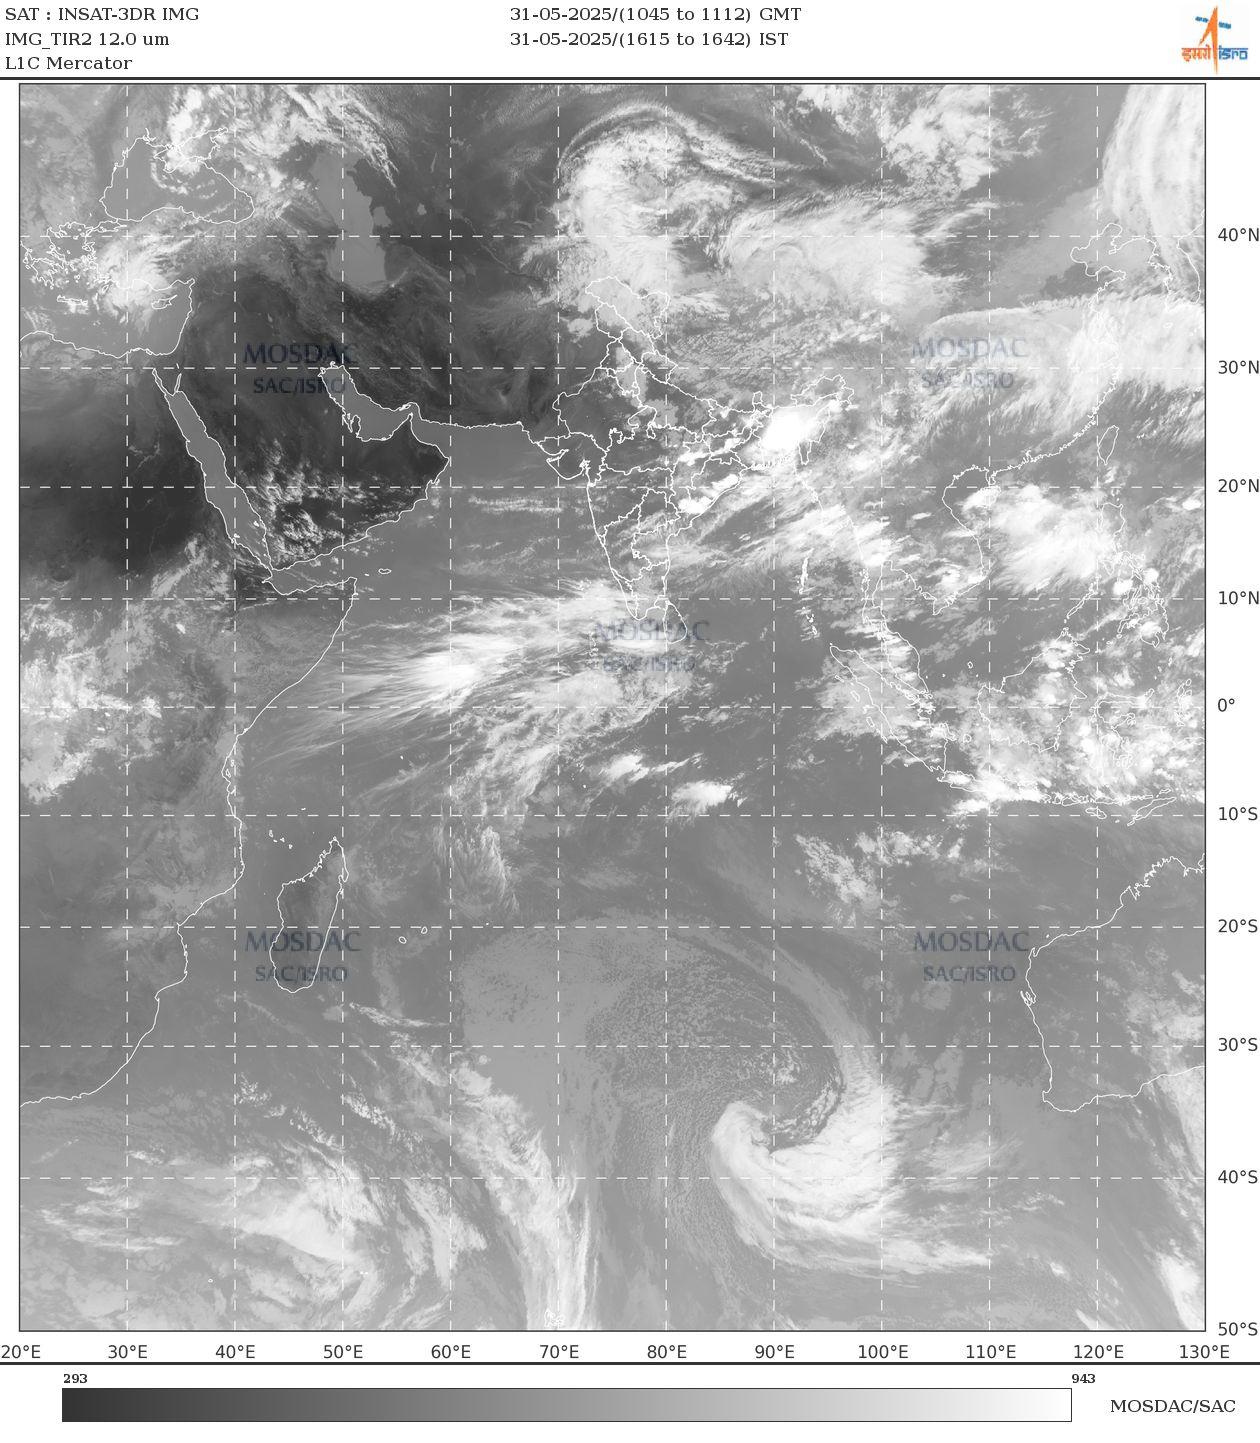 SAT : INSAT-3DR IMG
31-05-2025/(1045 to 1112) GMT
IMG_TIR2 12.0 um
31-05-2025/(1615 to 1642) IST
L1C Mercator
इसरो isro
40°N
MOSDAC
SAC/ISRO
MOSDAC
SAC/ISRO
30°N
20°N
10°N
MOSDAC
SAC/ISRO
0°
10°S
20°S
MOSDAC
SAC/ISRO
MOSDAC
SAC/ISRO
30°S
40°S
50°S
20°E 30°E 40°E 50°E 60°E 70°E 80°E 90°E 100°E 110°E 120°E 130°E
293
943
MOSDAC/SAC